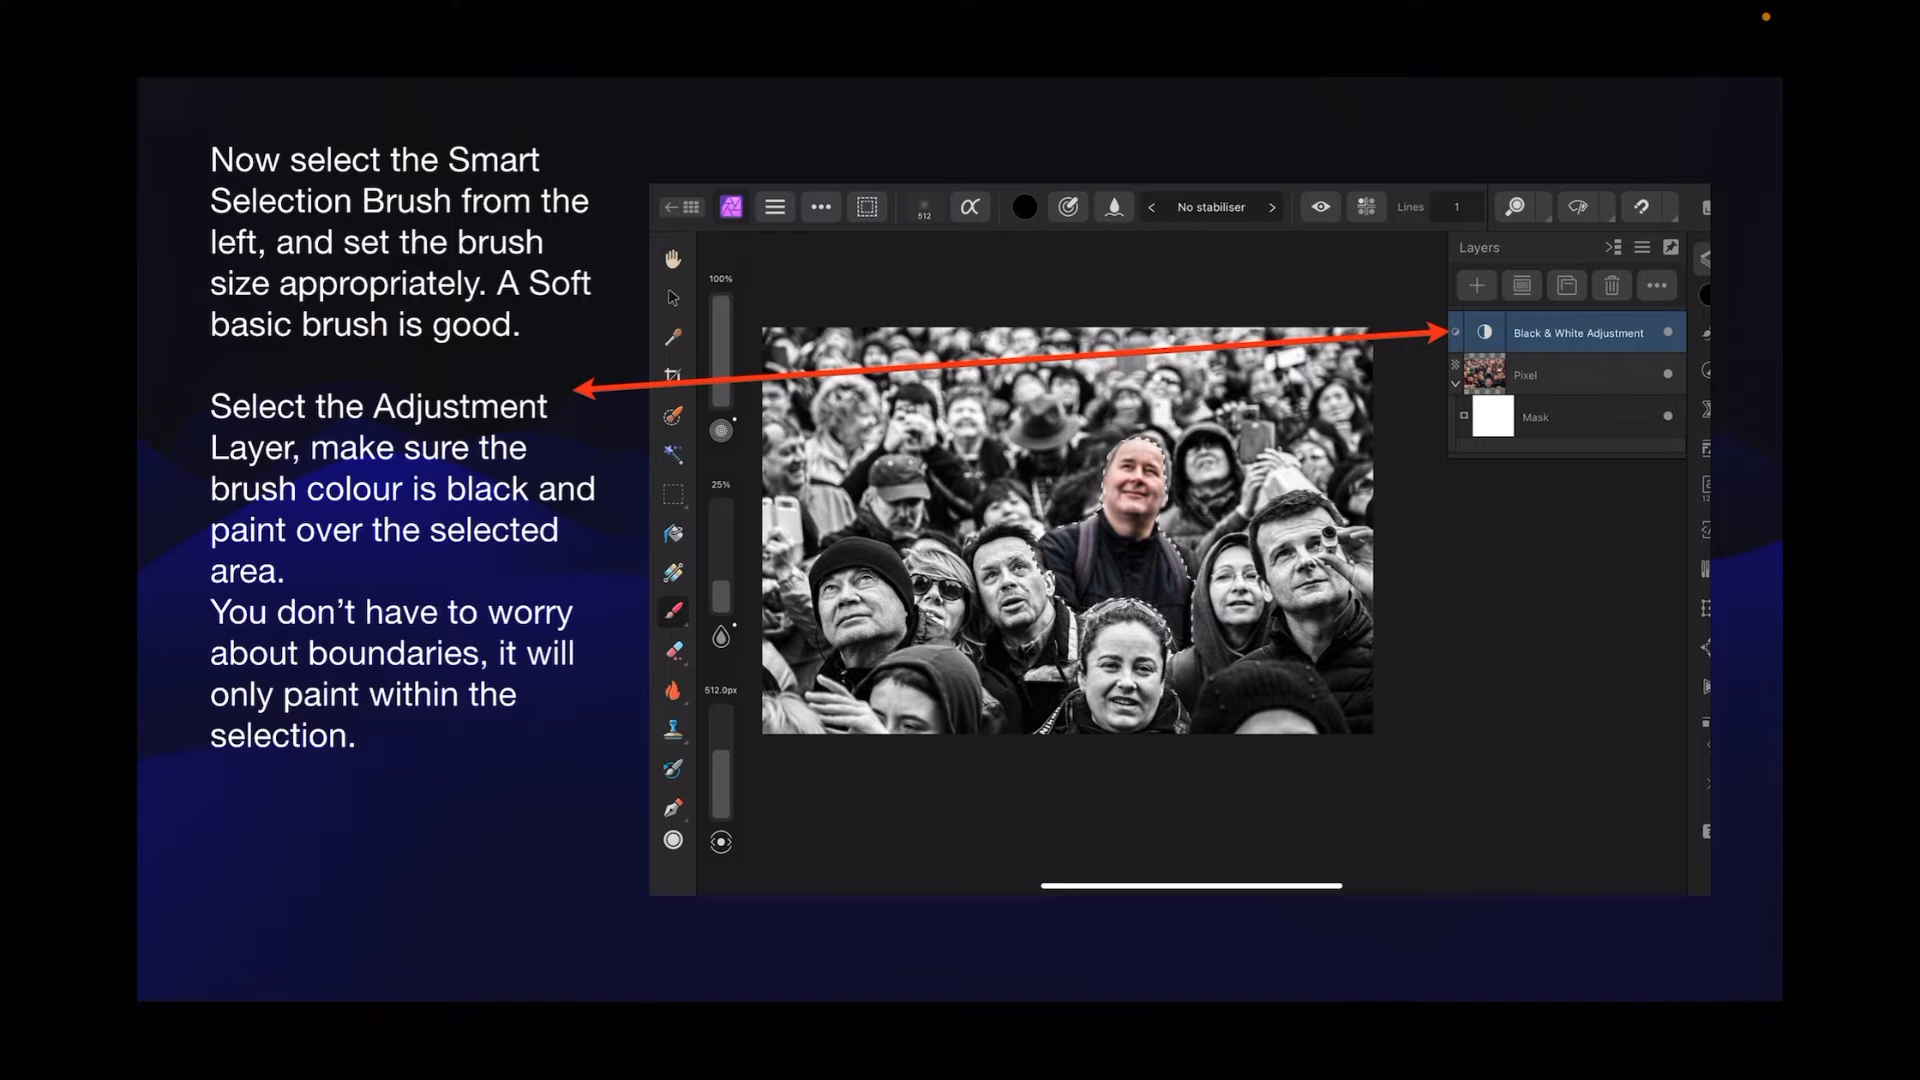 Now select the Smart
Selection Brush from the
left, and set the brush
size appropriately. A Soft
basic brush is good.
Select the Adjustment
Layer, make sure the
brush colour is black and
paint over the selected
area.
You don’t have to worry
about boundaries, it will
only paint within the
selection.
512
No stabiliser
Lines 1
100%
25%
512.0px
Layers
Black & White Adjustment
Pixel
Mask